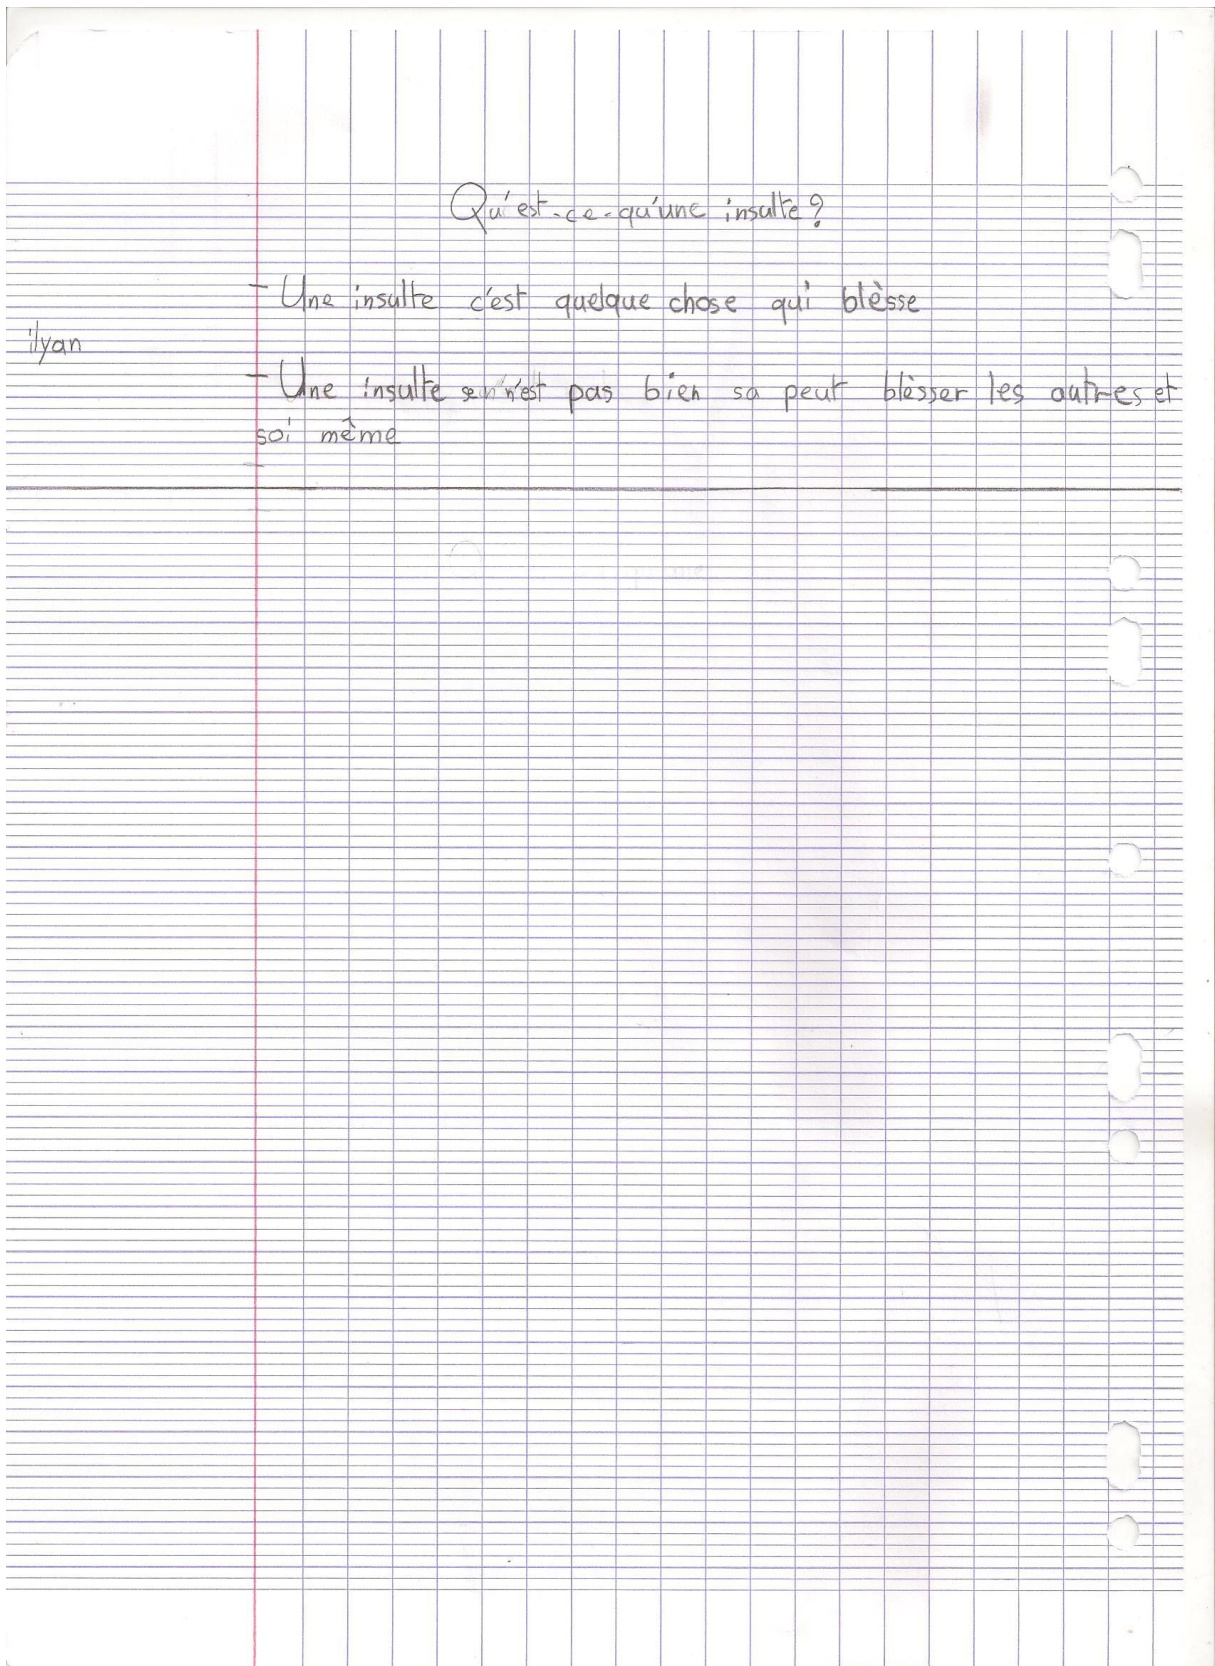 Qu'est-ce-qu'une insulte?
- Une insulte c'est quelque chose qui blèsse
ilyan
- Une insulte n'est pas bien sa peut blèsser les autres et
soi même